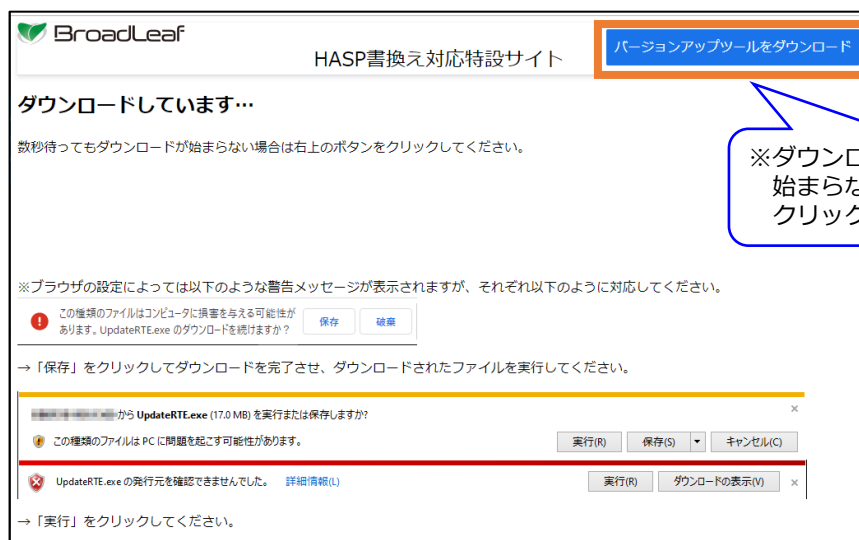 BroadLeaf
HASP書換え対応特設サイト
バージョンアップツールをダウンロード
ダウンロードしています…
数秒待ってもダウンロードが始まらない場合は右上のボタンをクリックしてください。
※ダウンロ
始まらな
クリック
※ブラウザの設定によっては以下のような警告メッセージが表示されますが、それぞれ以下のように対応してください。
この種類のファイルはコンピュータに損害を与える可能性が
あります。UpdateRTE.exe のダウンロードを続けますか？
保存 破棄
→「保存」をクリックしてダウンロードを完了させ、ダウンロードされたファイルを実行してください。
から UpdateRTE.exe (17.0 MB) を実行または保存しますか?
×
この種類のファイルは PC に問題を起こす可能性があります。
実行(R) 保存(S) キャンセル(C)
UpdateRTE.exe の発行元を確認できませんでした。 詳細情報(L)
実行(R) ダウンロードの表示(V) ×
→「実行」をクリックしてください。